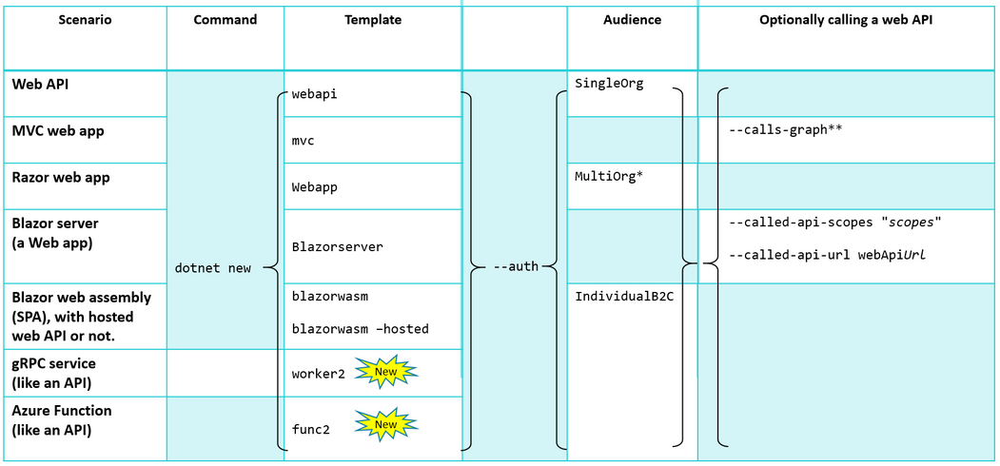 Scenario
Command
Template
Audience
Optionally calling a web API
Web API
webapi
SingleOrg
MVC web app
mvc
--calls-graph**
Razor web app
Webapp
MultiOrg*
Blazor server
(a Web app)
Blazorserver
--called-api-scopes "scopes"
--called-api-url webApiUrl
dotnet new
--auth
Blazor web assembly
(SPA), with hosted
web API or not.
blazorwasm
blazorwasm –hosted
IndividualB2C
gRPC service
(like an API)
worker2
New
Azure Function
(like an API)
func2
New